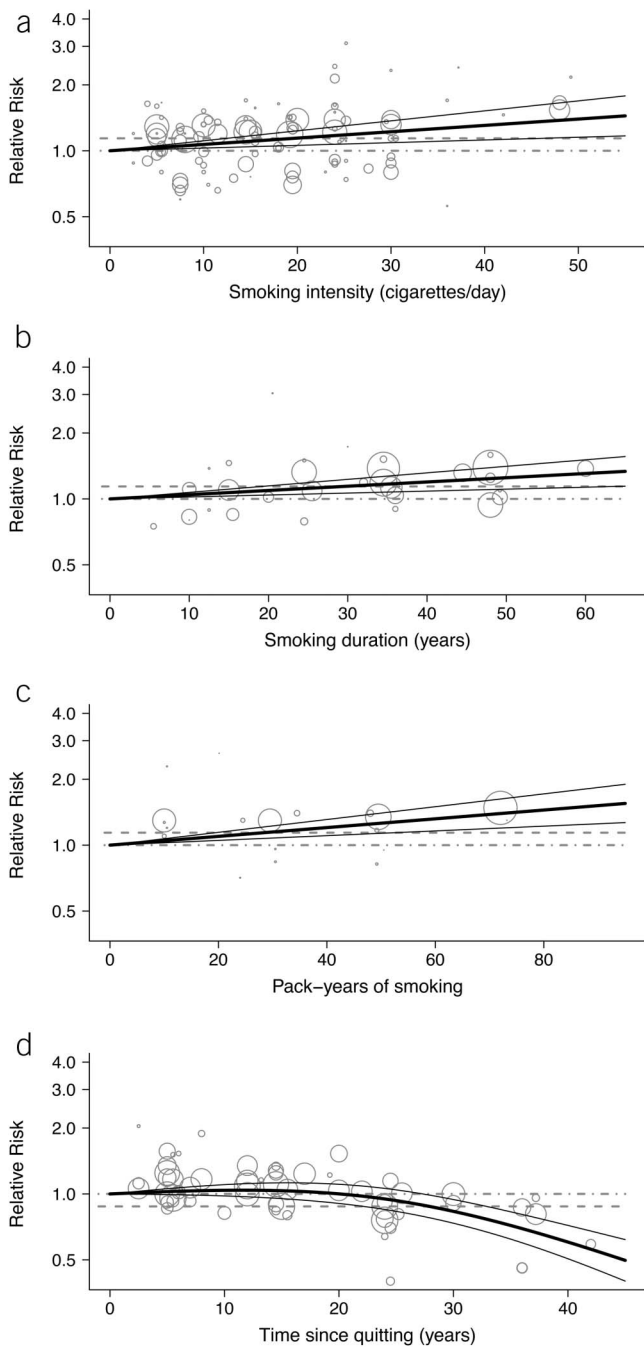 a
4.0
3.0
2.0
1.0
0.5
Relative Risk
0 10 20 30 40 50
Smoking intensity (cigarettes/day)
b
4.0
3.0
2.0
1.0
0.5
Relative Risk
0 10 20 30 40 50 60
Smoking duration (years)
c
4.0
3.0
2.0
1.0
0.5
Relative Risk
0 20 40 60 80
Pack−years of smoking
d
4.0
3.0
2.0
1.0
0.5
Relative Risk
0 10 20 30 40
Time since quitting (years)